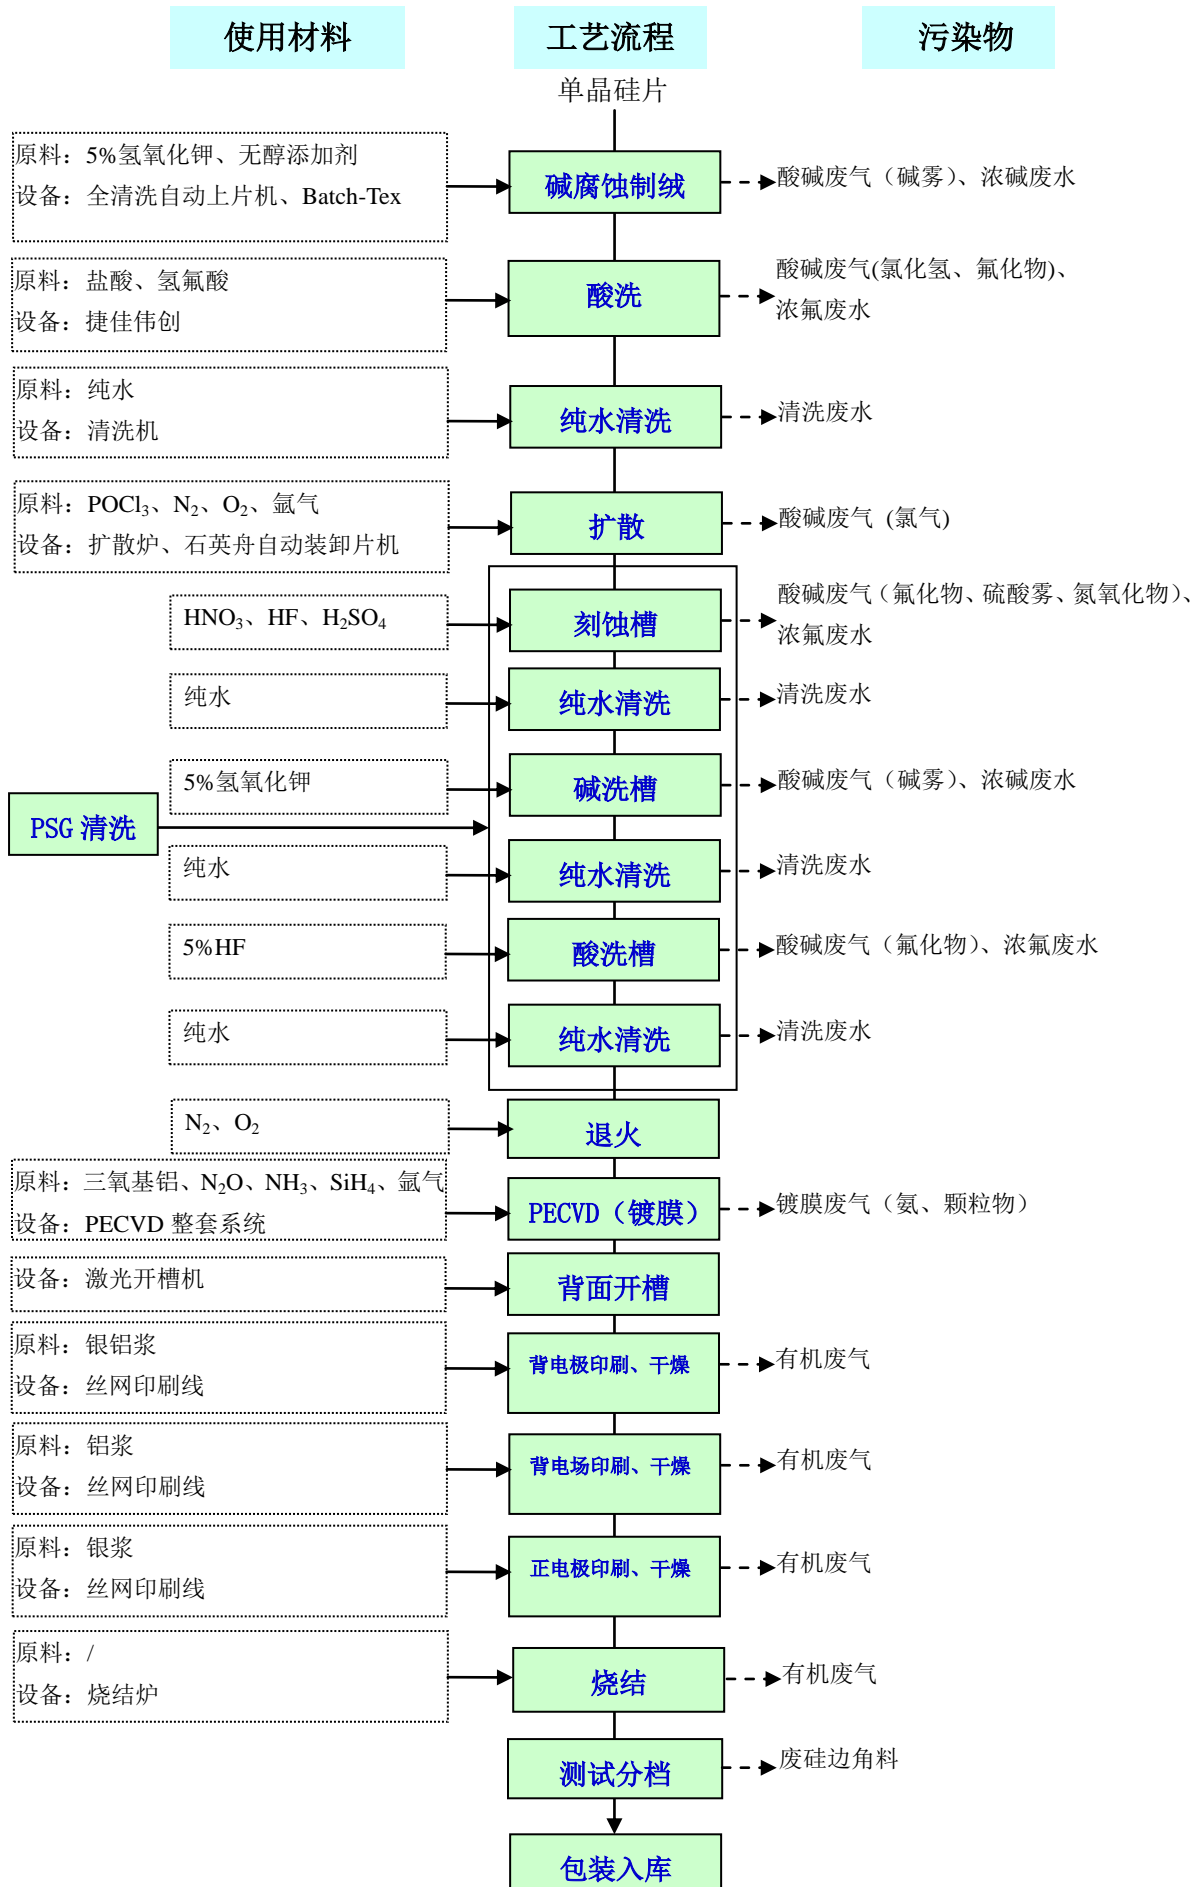 使用材料 工艺流程 污染物
单晶硅片
原料：5%氢氧化钾、无醇添加剂
设备：全清洗自动上片机、Batch-Tex
碱腐蚀制绒
酸碱废气（碱雾）、浓碱废水
原料：盐酸、氢氟酸
设备：捷佳伟创
酸洗
酸碱废气(氯化氢、氟化物)、
浓氟废水
原料：纯水
设备：清洗机
纯水清洗
清洗废水
原料：POCl₃、N₂、O₂、氩气
设备：扩散炉、石英舟自动装卸片机
扩散
酸碱废气 (氯气)
HNO₃、HF、H₂SO₄
刻蚀槽
酸碱废气（氟化物、硫酸雾、氮氧化物）、
浓氟废水
纯水
纯水清洗
清洗废水
5%氢氧化钾
碱洗槽
酸碱废气（碱雾）、浓碱废水
PSG 清洗
纯水
纯水清洗
清洗废水
5%HF
酸洗槽
酸碱废气（氟化物）、浓氟废水
纯水
纯水清洗
清洗废水
N₂、O₂
退火
原料：三氧基铝、N₂O、NH₃、SiH₄、氩气
设备：PECVD 整套系统
PECVD（镀膜）
镀膜废气（氨、颗粒物）
设备：激光开槽机
背面开槽
原料：银铝浆
设备：丝网印刷线
背电极印刷、干燥
有机废气
原料：铝浆
设备：丝网印刷线
背电场印刷、干燥
有机废气
原料：银浆
设备：丝网印刷线
正电极印刷、干燥
有机废气
原料：/
设备：烧结炉
烧结
有机废气
测试分档
废硅边角料
包装入库